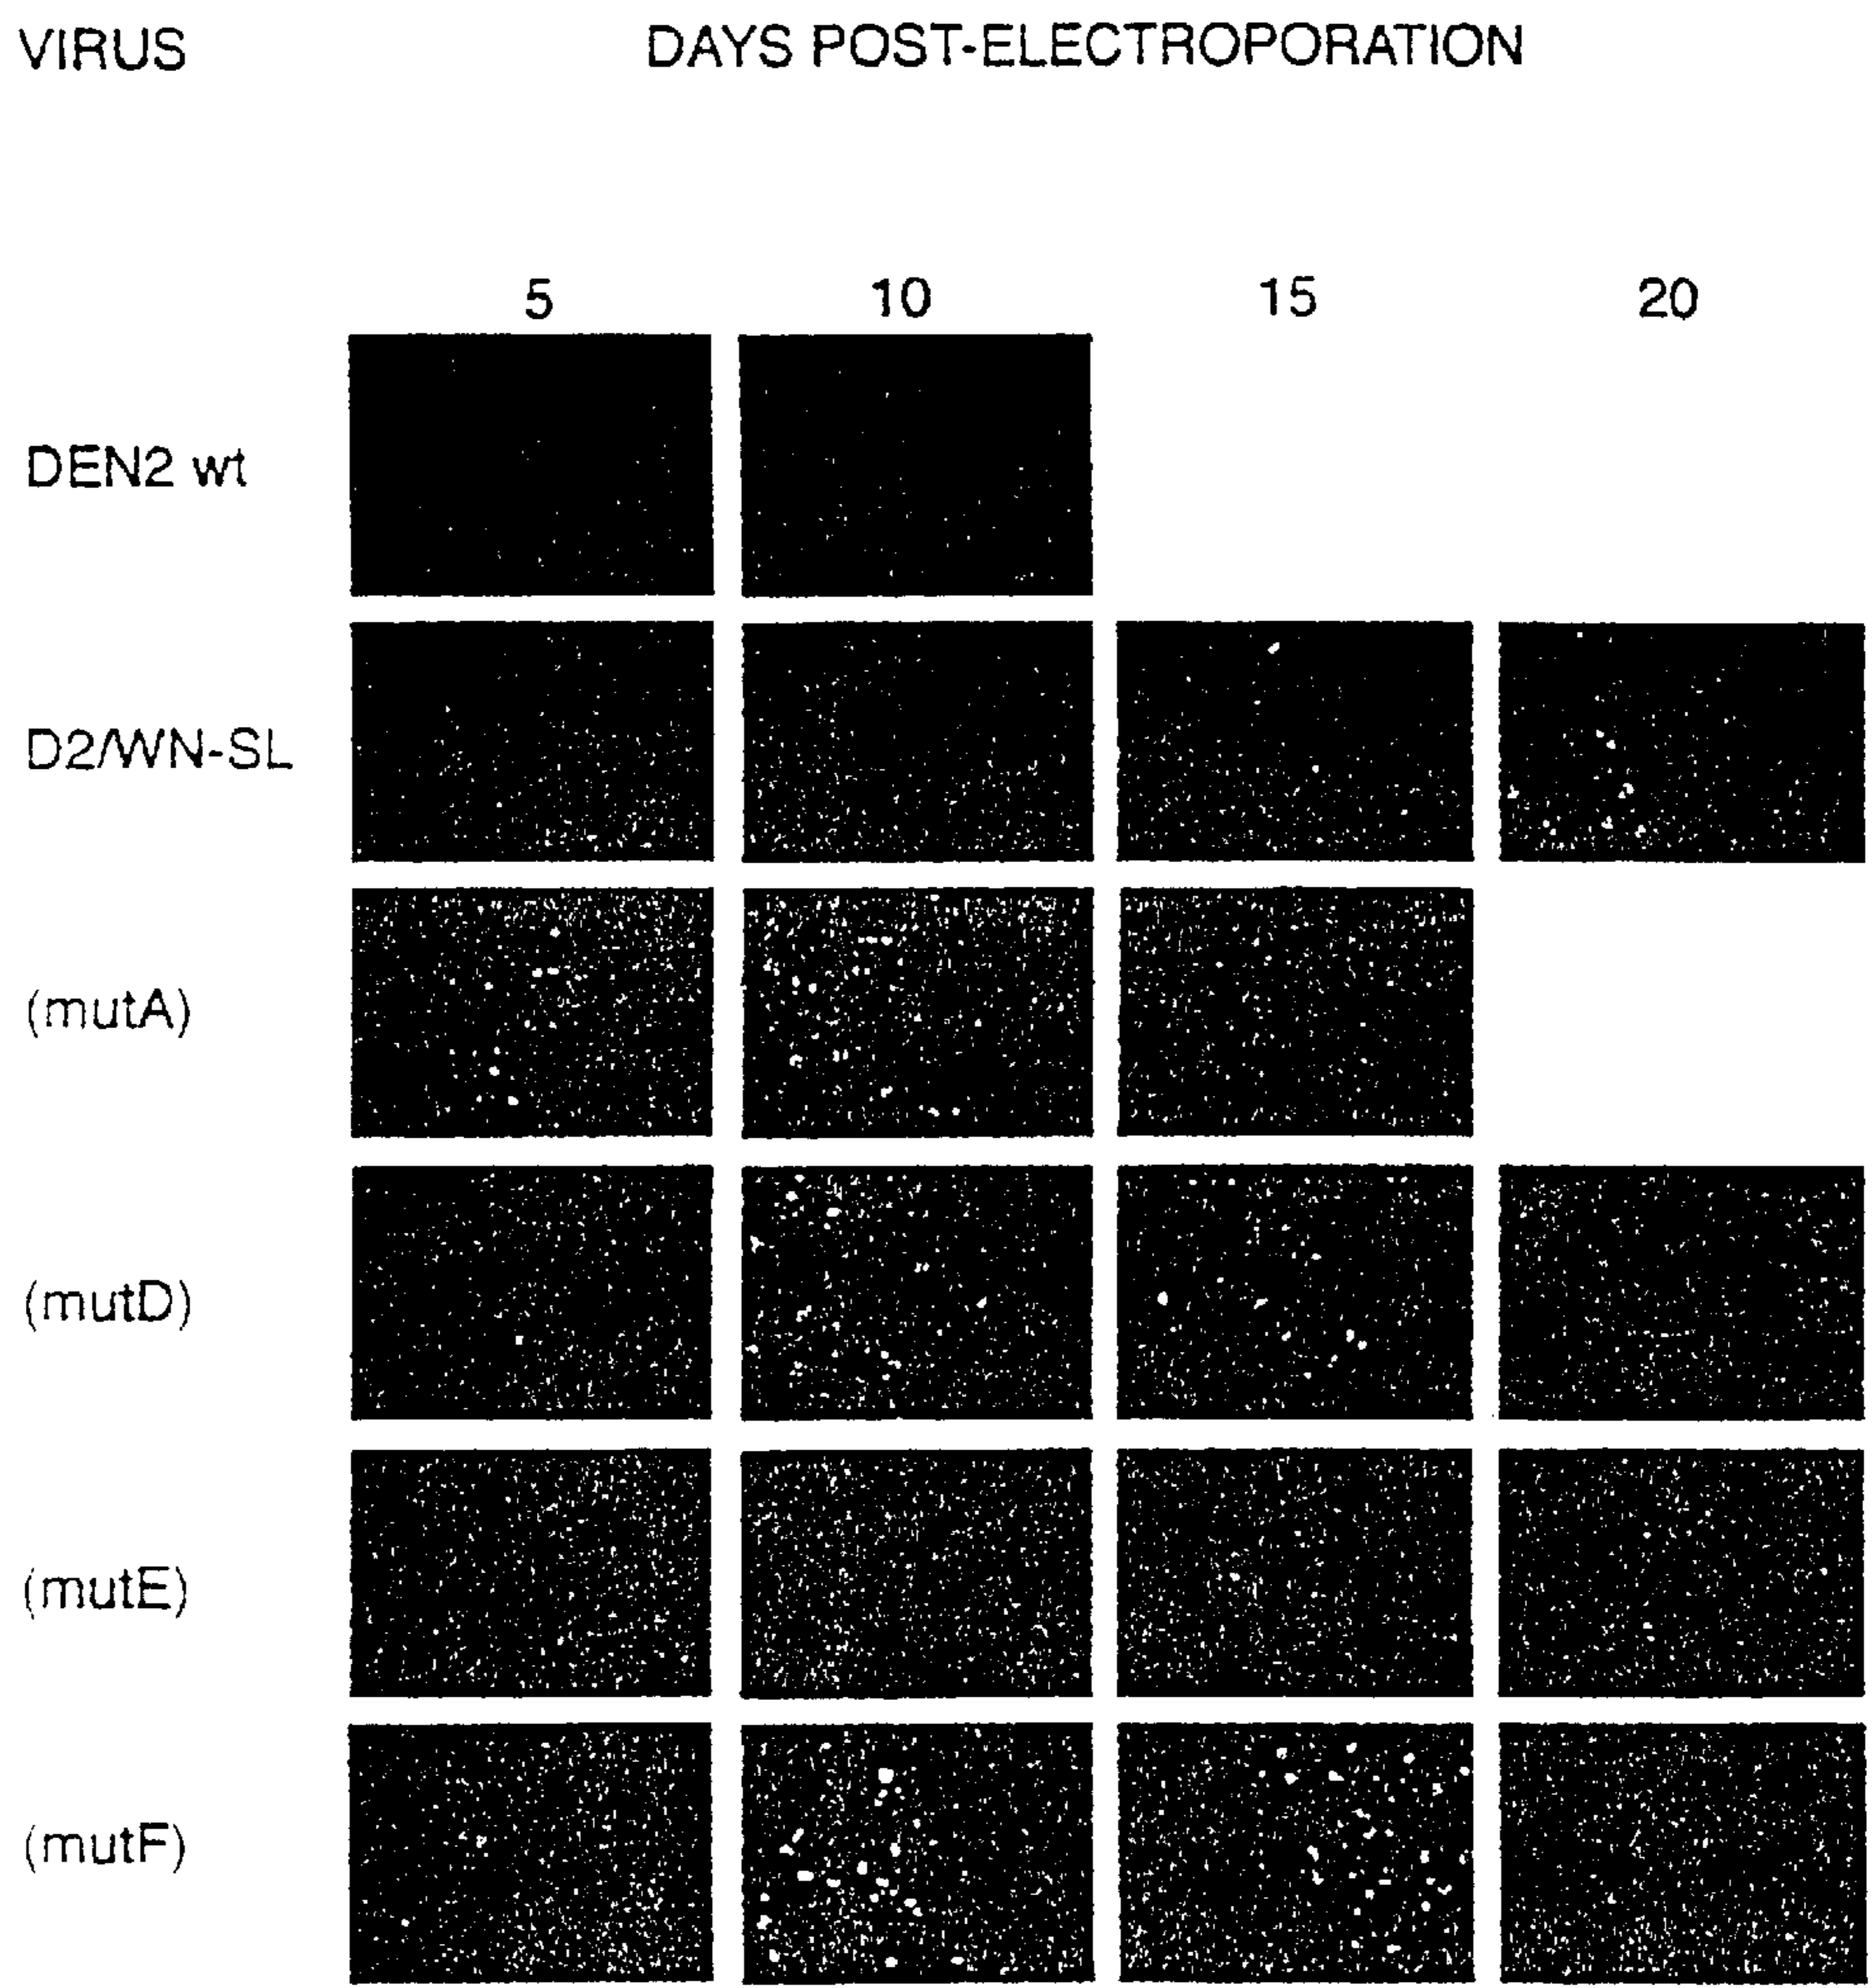 VIRUS DAYS POST-ELECTROPORATION
5 10 15 20
DEN2 wt
D2/WN-SL
(mutA)
(mutD)
(mutE)
(mutF)